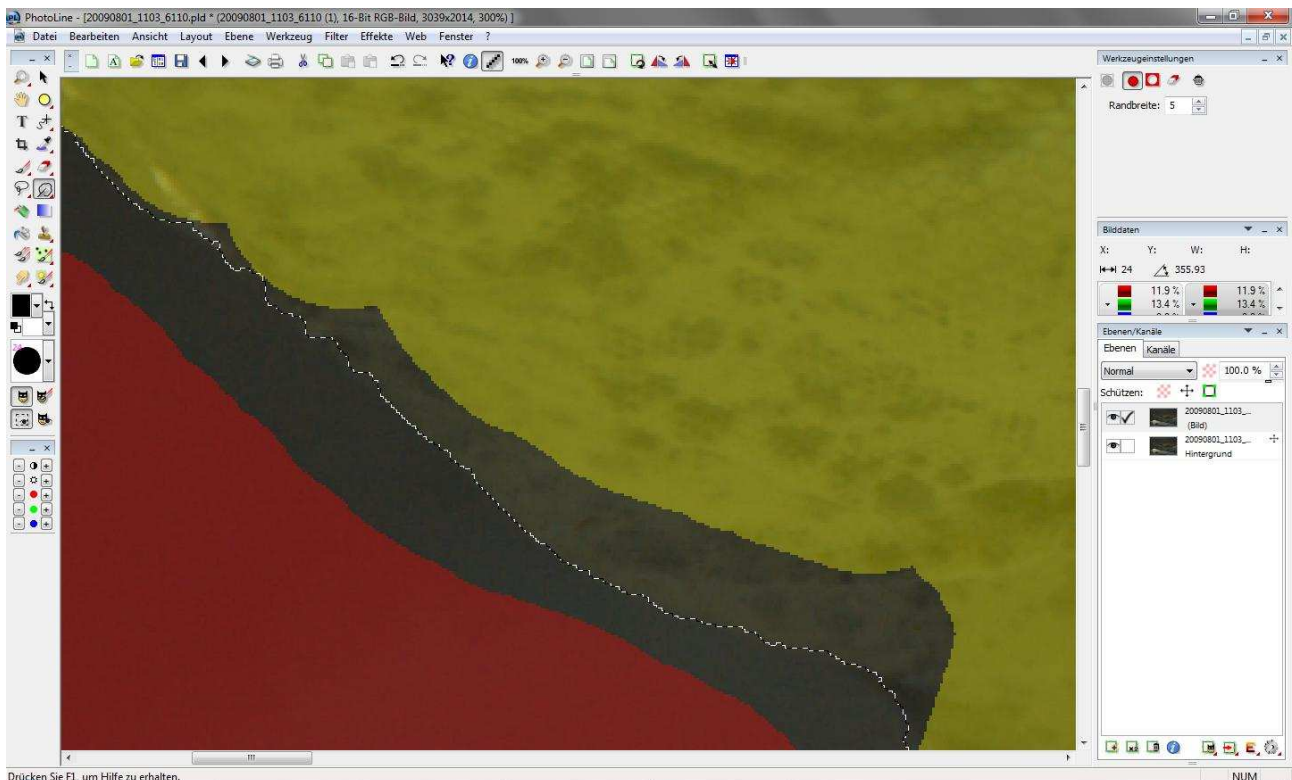 PhotoLine - [20090801_1103_6110.pld * (20090801_1103_6110 (1), 16-Bit RGB-Bild, 3039x2014, 300%) ]
Datei Bearbeiten Ansicht Layout Ebene Werkzeug Filter Effekte Web Fenster ?
100%
Werkzeugeinstellungen
Randbreite: 5
Bilddaten
X: Y: W: H:
24 355.93
11.9 % 11.9 %
13.4 % 13.4 %
Ebenen/Kanäle
Ebenen Kanäle
Normal 100.0 %
Schützen:
20090801_1103_...
(Bild)
20090801_1103_...
Hintergrund
Drücken Sie F1, um Hilfe zu erhalten.
NUM